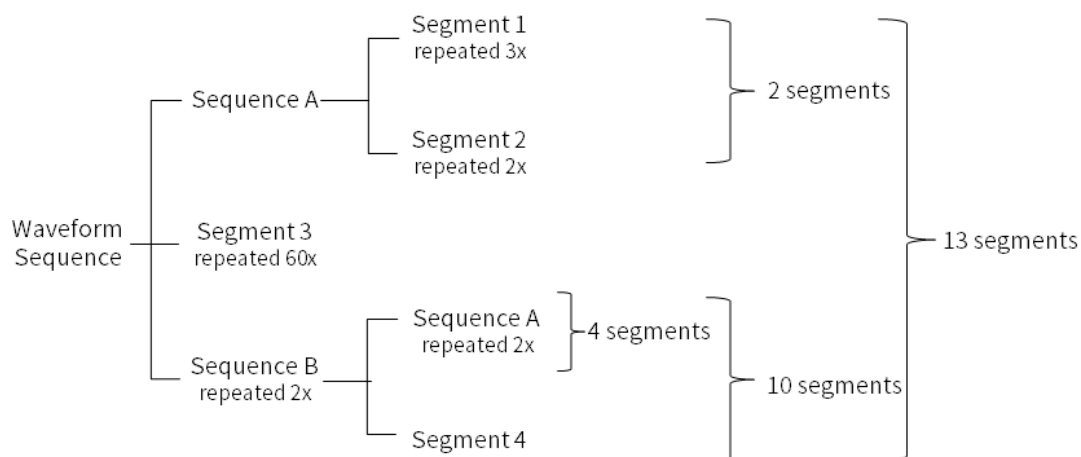 Segment 1
repeated 3x
Sequence A
2 segments
Segment 2
repeated 2x
Waveform
Sequence
Segment 3
repeated 60x
13 segments
Sequence A
repeated 2x
4 segments
Sequence B
repeated 2x
10 segments
Segment 4